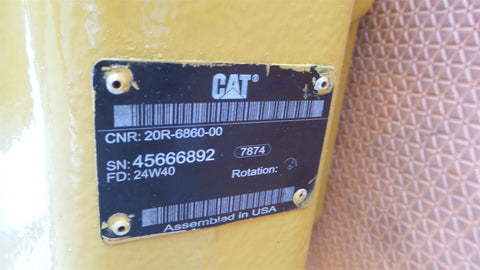 CAT®
CNR: 20R-6860-00
SN: 45666892 7874
FD: 24W40 Rotation:
Assembled in USA